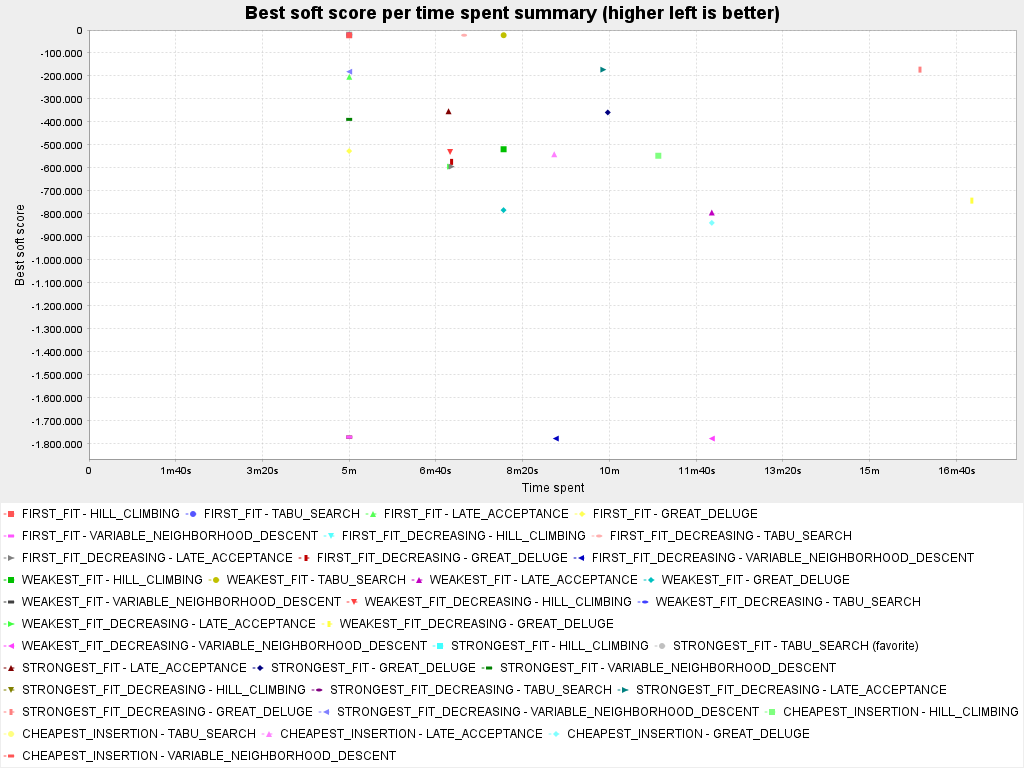 Best soft score per time spent summary (higher left is better)
Best soft score
0
-100.000
-200.000
-300.000
-400.000
-500.000
-600.000
-700.000
-800.000
-900.000
-1.000.000
-1.100.000
-1.200.000
-1.300.000
-1.400.000
-1.500.000
-1.600.000
-1.700.000
-1.800.000
0 1m40s 3m20s 5m 6m40s 8m20s 10m 11m40s 13m20s 15m 16m40s
Time spent
FIRST_FIT - HILL_CLIMBING FIRST_FIT - TABU_SEARCH FIRST_FIT - LATE_ACCEPTANCE FIRST_FIT - GREAT_DELUGE
FIRST_FIT - VARIABLE_NEIGHBORHOOD_DESCENT FIRST_FIT_DECREASING - HILL_CLIMBING FIRST_FIT_DECREASING - TABU_SEARCH
FIRST_FIT_DECREASING - LATE_ACCEPTANCE FIRST_FIT_DECREASING - GREAT_DELUGE FIRST_FIT_DECREASING - VARIABLE_NEIGHBORHOOD_DESCENT
WEAKEST_FIT - HILL_CLIMBING WEAKEST_FIT - TABU_SEARCH WEAKEST_FIT - LATE_ACCEPTANCE WEAKEST_FIT - GREAT_DELUGE
WEAKEST_FIT - VARIABLE_NEIGHBORHOOD_DESCENT WEAKEST_FIT_DECREASING - HILL_CLIMBING WEAKEST_FIT_DECREASING - TABU_SEARCH
WEAKEST_FIT_DECREASING - LATE_ACCEPTANCE WEAKEST_FIT_DECREASING - GREAT_DELUGE
WEAKEST_FIT_DECREASING - VARIABLE_NEIGHBORHOOD_DESCENT STRONGEST_FIT - HILL_CLIMBING STRONGEST_FIT - TABU_SEARCH (favorite)
STRONGEST_FIT - LATE_ACCEPTANCE STRONGEST_FIT - GREAT_DELUGE STRONGEST_FIT - VARIABLE_NEIGHBORHOOD_DESCENT
STRONGEST_FIT_DECREASING - HILL_CLIMBING STRONGEST_FIT_DECREASING - TABU_SEARCH STRONGEST_FIT_DECREASING - LATE_ACCEPTANCE
STRONGEST_FIT_DECREASING - GREAT_DELUGE STRONGEST_FIT_DECREASING - VARIABLE_NEIGHBORHOOD_DESCENT CHEAPEST_INSERTION - HILL_CLIMBING
CHEAPEST_INSERTION - TABU_SEARCH CHEAPEST_INSERTION - LATE_ACCEPTANCE CHEAPEST_INSERTION - GREAT_DELUGE
CHEAPEST_INSERTION - VARIABLE_NEIGHBORHOOD_DESCENT